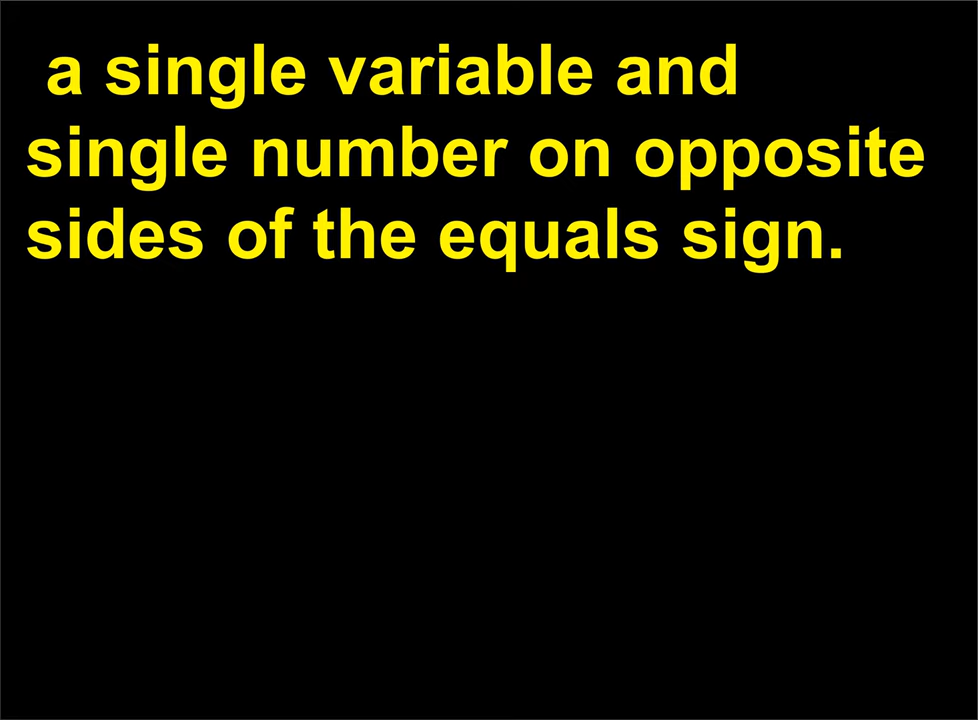 a single variable and
single number on opposite
sides of the equals sign.